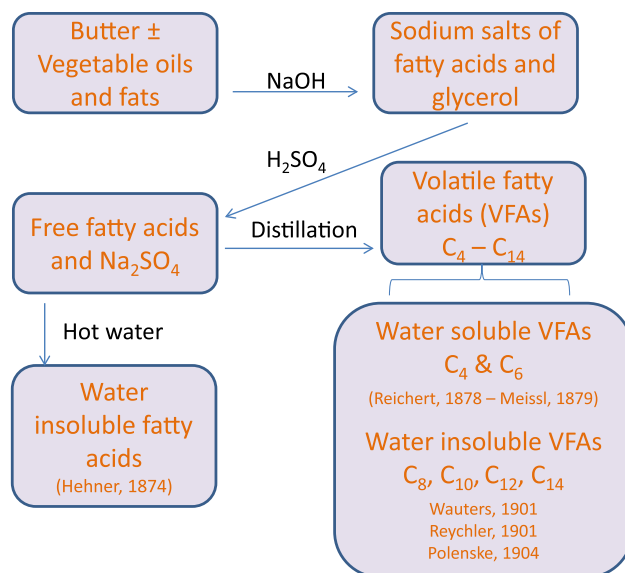 Butter ±
Vegetable oils
and fats
NaOH
Sodium salts of
fatty acids and
glycerol
H₂SO₄
Free fatty acids
and Na₂SO₄
Distillation
Volatile fatty
acids (VFAs)
C₄ – C₁₄
Hot water
Water
insoluble fatty
acids
(Hehner, 1874)
Water soluble VFAs
C₄ & C₆
(Reichert, 1878 – Meissl, 1879)
Water insoluble VFAs
C₈, C₁₀, C₁₂, C₁₄
Wauters, 1901
Reychler, 1901
Polenske, 1904